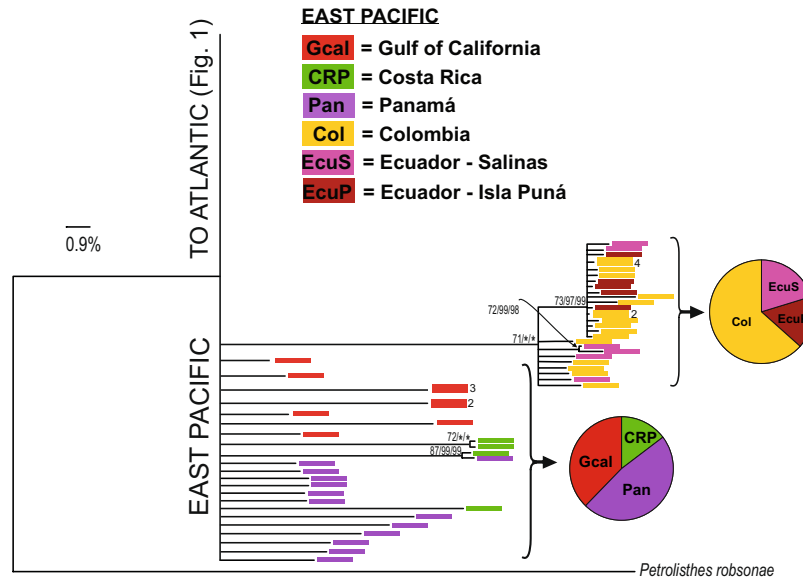 EAST PACIFIC
Gcal = Gulf of California
CRP = Costa Rica
Pan = Panamá
Col = Colombia
EcuS = Ecuador - Salinas
EcuP = Ecuador - Isla Puná
TO ATLANTIC (Fig. 1)
0.9%
4
73/97/99
2
72/99/98
71/*/*
EcuS
Col
EcuP
EAST PACIFIC
3
2
72/*/*
87/99/99
CRP
Gcal
Pan
Petrolisthes robsonae